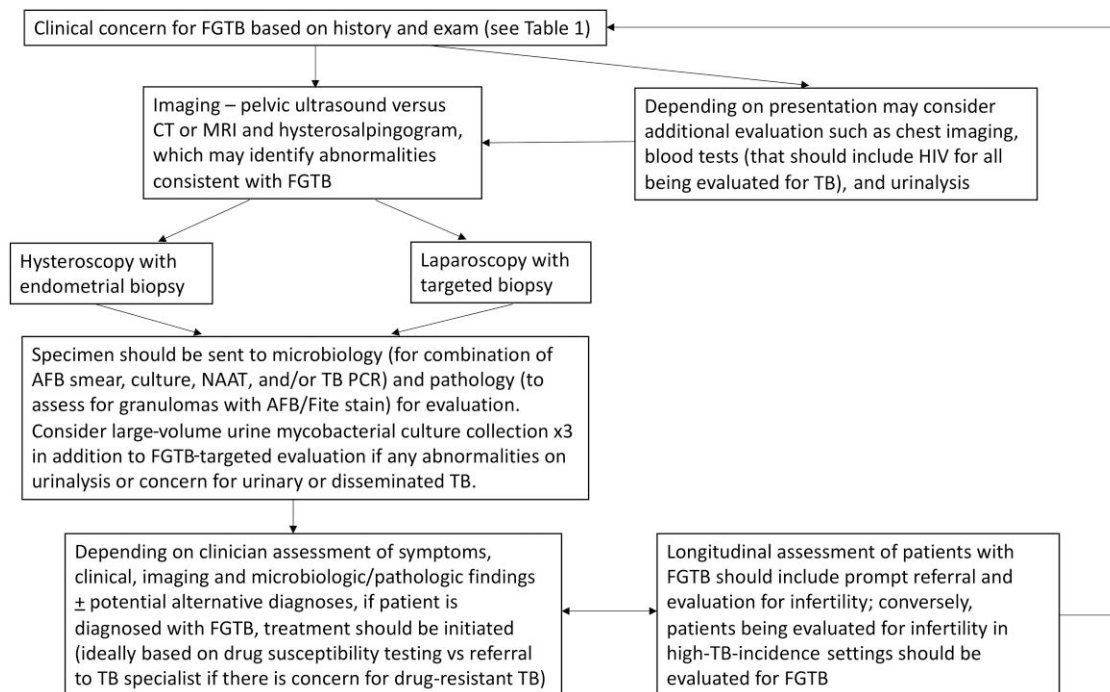 Clinical concern for FGTB based on history and exam (see Table 1)
Imaging – pelvic ultrasound versus
CT or MRI and hysterosalpingogram,
which may identify abnormalities
consistent with FGTB
Depending on presentation may consider
additional evaluation such as chest imaging,
blood tests (that should include HIV for all
being evaluated for TB), and urinalysis
Hysteroscopy with
endometrial biopsy
Laparoscopy with
targeted biopsy
Specimen should be sent to microbiology (for combination of
AFB smear, culture, NAAT, and/or TB PCR) and pathology (to
assess for granulomas with AFB/Fite stain) for evaluation.
Consider large-volume urine mycobacterial culture collection x3
in addition to FGTB-targeted evaluation if any abnormalities on
urinalysis or concern for urinary or disseminated TB.
Depending on clinician assessment of symptoms,
clinical, imaging and microbiologic/pathologic findings
± potential alternative diagnoses, if patient is
diagnosed with FGTB, treatment should be initiated
(ideally based on drug susceptibility testing vs referral
to TB specialist if there is concern for drug-resistant TB)
Longitudinal assessment of patients with
FGTB should include prompt referral and
evaluation for infertility; conversely,
patients being evaluated for infertility in
high-TB-incidence settings should be
evaluated for FGTB